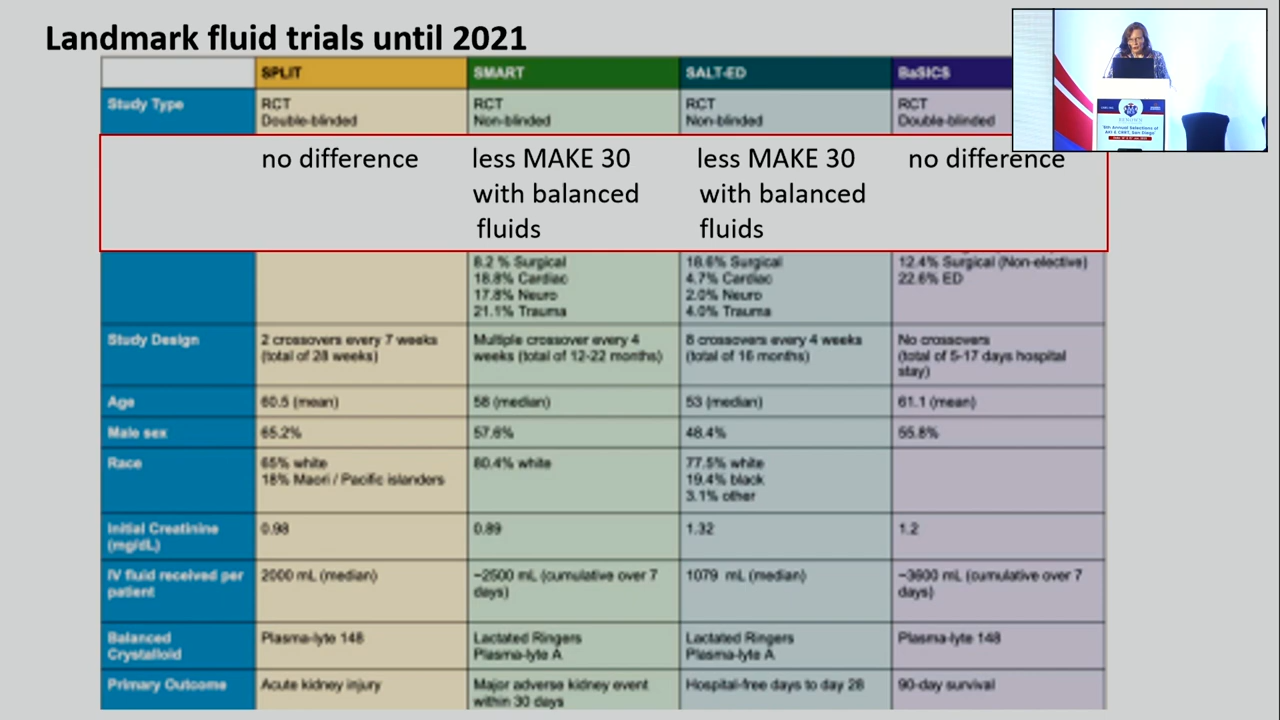 Landmark fluid trials until 2021
SPLIT SMART SALT-ED BaSICS
Study Type
RCT
Double-blinded
RCT
Non-blinded
RCT
Non-blinded
RCT
Double-blinded
no difference
less MAKE 30
with balanced
fluids
less MAKE 30
with balanced
fluids
no difference
8.2 % Surgical
18.8% Cardiac
17.8% Neuro
21.1% Trauma
18.6% Surgical
4.7% Cardiac
2.0% Neuro
4.0% Trauma
12.4% Surgical (Non-elective)
22.6% ED
Study Design
2 crossovers every 7 weeks
(total of 28 weeks)
Multiple crossover every 4
weeks (total of 12-22 months)
8 crossovers every 4 weeks
(total of 16 months)
No crossovers
(total of 5-17 days hospital
stay)
Age
60.5 (mean)
58 (median)
53 (median)
61.1 (mean)
Male sex
65.2%
57.6%
48.4%
55.8%
Race
65% white
18% Maori / Pacific islanders
80.4% white
77.5% white
19.4% black
3.1% other
Initial Creatinine
(mg/dL)
0.98
0.89
1.32
1.2
IV fluid received per
patient
2000 mL (median)
~2500 mL (cumulative over 7
days)
1079 mL (median)
~3600 mL (cumulative over 7
days)
Balanced
Crystalloid
Plasma-lyte 148
Lactated Ringers
Plasma-lyte A
Lactated Ringers
Plasma-lyte A
Plasma-lyte 148
Primary Outcome
Acute kidney injury
Major adverse kidney event
within 30 days
Hospital-free days to day 28
90-day survival
"8th Annual Selections of
AKI & CRRT, San Diego"